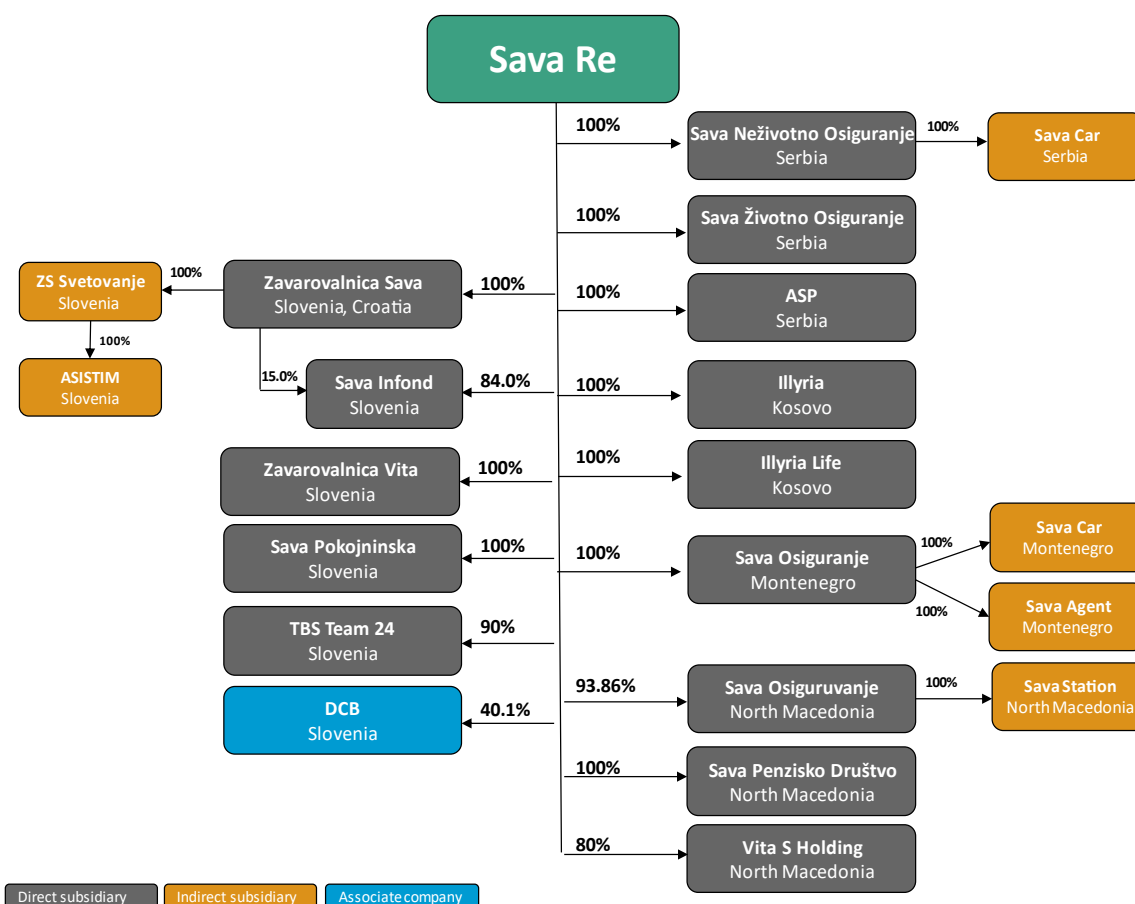 Sava Re
100%
Sava Neživotno Osiguranje
Serbia
100%
Sava Car
Serbia
100%
Sava Životno Osiguranje
Serbia
ZS Svetovanje
Slovenia
100%
Zavarovalnica Sava
Slovenia, Croatia
100%
100%
ASP
Serbia
100%
ASISTIM
Slovenia
15.0%
Sava Infond
Slovenia
84.0%
100%
Illyria
Kosovo
Zavarovalnica Vita
Slovenia
100%
100%
Illyria Life
Kosovo
Sava Pokojninska
Slovenia
100%
100%
Sava Osiguranje
Montenegro
100%
Sava Car
Montenegro
100%
Sava Agent
Montenegro
TBS Team 24
Slovenia
90%
93.86%
Sava Osiguruvanje
North Macedonia
100%
Sava Station
North Macedonia
DCB
Slovenia
40.1%
100%
Sava Penzisko Društvo
North Macedonia
80%
Vita S Holding
North Macedonia
Direct subsidiary
Indirect subsidiary
Associate company